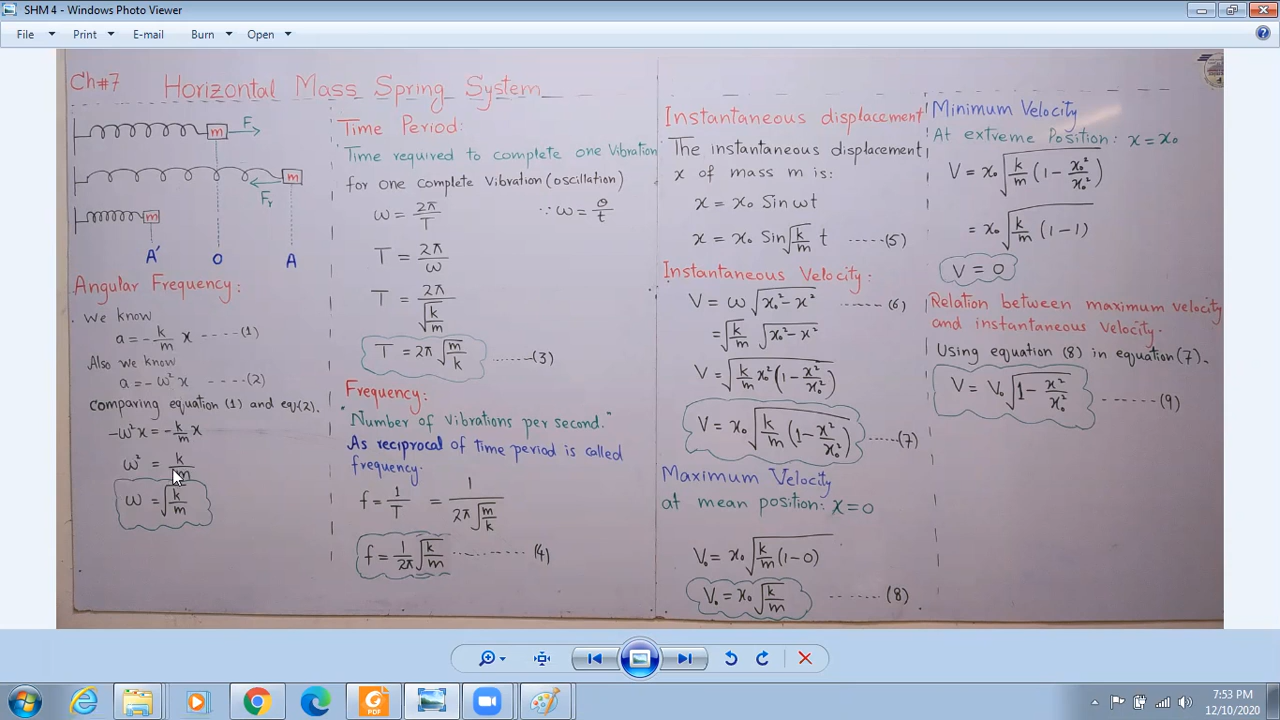 SHM 4 - Windows Photo Viewer
File Print E-mail Burn Open
Ch#7 Horizontal Mass Spring System
m F
m
Fr
m
A' O A
Angular Frequency:
We know
a = -k/m x -----(1)
Also we know
a = -ω²x ----(2)
comparing equation (1) and eq(2).
-ω²x = -k/m x
ω² = k/m
ω = √(k/m)
Time Period:
Time required to complete one Vibration
for one complete Vibration (oscillation)
ω = 2π/T ∵ ω = θ/t
T = 2π/ω
T = 2π/√(k/m)
T = 2π √(m/k) ------(3)
Frequency:
"Number of vibrations per second."
As reciprocal of time period is called
frequency.
f = 1/T = 1/(2π√(m/k))
f = 1/2π √(k/m) ---------- (4)
Instantaneous displacement
The instantaneous displacement
x of mass m is:
x = x₀ Sin ωt
x = x₀ Sin√(k/m) t -----(5)
Instantaneous Velocity:
V = ω √(x₀² - x²) ------ (6)
= √(k/m) √(x₀² - x²)
V = √(k/m x₀² (1 - x²/x₀²))
V = x₀ √(k/m (1 - x²/x₀²)) -----(7)
Maximum Velocity
at mean position: x = 0
V₀ = x₀ √(k/m (1-0))
V₀ = x₀ √(k/m) ------- (8)
Minimum Velocity
At extreme Position: x = x₀
V = x₀ √(k/m (1 - x₀²/x₀²))
= x₀ √(k/m (1-1))
V = 0
Relation between maximum velocity
and instantaneous velocity.
Using equation (8) in equation (7).
V = V₀ √(1 - x²/x₀²) ------(9)
PDF
7:53 PM
12/10/2020